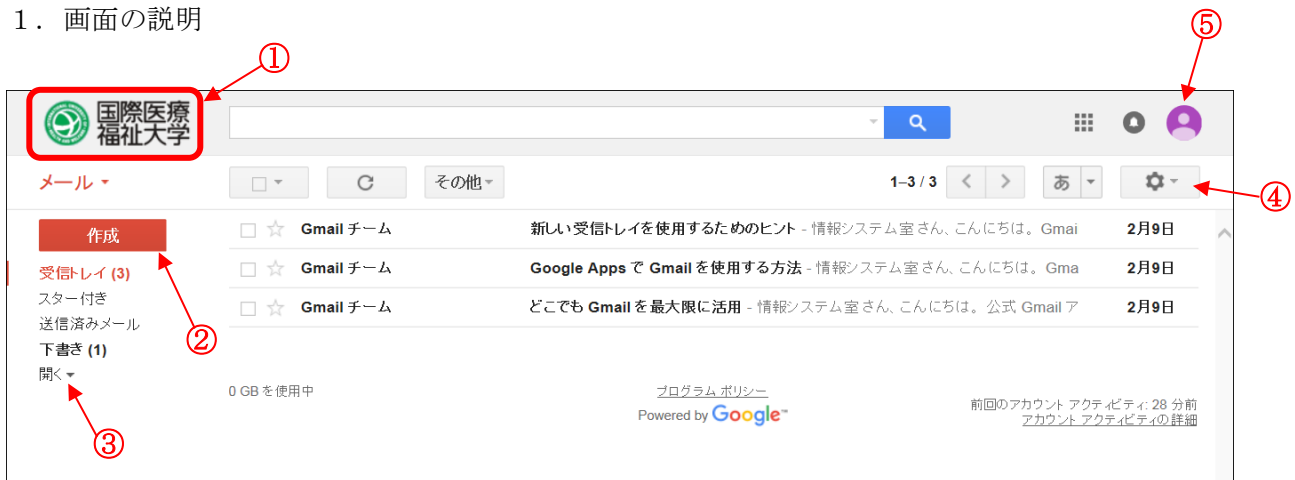 １．画面の説明
⑤
①
国際医療
福祉大学
メール
その他
1–3 / 3
あ
④
作成
Gmail チーム 新しい受信トレイを使用するためのヒント - 情報システム室さん、こんにちは。Gmai 2月9日
受信トレイ (3)
Gmail チーム Google Apps で Gmail を使用する方法 - 情報システム室さん、こんにちは。Gma 2月9日
スター付き
Gmail チーム どこでも Gmail を最大限に活用 - 情報システム室さん、こんにちは。公式 Gmail ア 2月9日
送信済みメール
②
下書き (1)
開く
0 GB を使用中
プログラム ポリシー
Powered by Google™
前回のアカウント アクティビティ: 28 分前
アカウント アクティビティの詳細
③